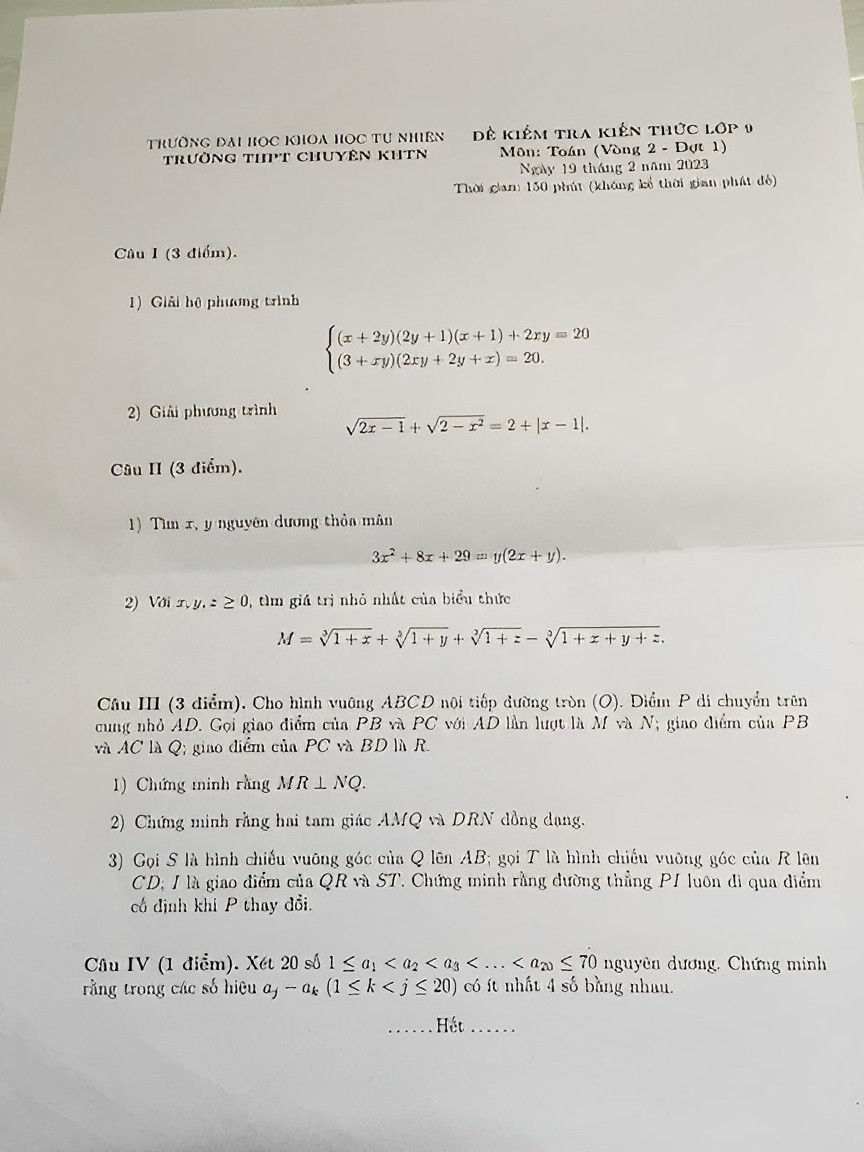 TRƯỜNG ĐẠI HỌC KHOA HỌC TỰ NHIÊN
TRƯỜNG THPT CHUYÊN KHTN
ĐỀ KIỂM TRA KIẾN THỨC LỚP 9
Môn: Toán (Vòng 2 - Đợt 1)
Ngày 19 tháng 2 năm 2023
Thời gian: 150 phút (không kể thời gian phát đề)
Câu I (3 điểm).
1) Giải hệ phương trình
{(x + 2y)(2y + 1)(x + 1) + 2xy = 20
(3 + xy)(2xy + 2y + x) = 20.
2) Giải phương trình
√(2x − 1) + √(2 − x²) = 2 + |x − 1|.
Câu II (3 điểm).
1) Tìm x, y nguyên dương thỏa mãn
3x² + 8x + 29 = y(2x + y).
2) Với x, y, z ≥ 0, tìm giá trị nhỏ nhất của biểu thức
M = ∛(1 + x) + ∛(1 + y) + ∛(1 + z) − ∛(1 + x + y + z).
Câu III (3 điểm). Cho hình vuông ABCD nội tiếp đường tròn (O). Điểm P di chuyển trên
cung nhỏ AD. Gọi giao điểm của PB và PC với AD lần lượt là M và N; giao điểm của PB
và AC là Q; giao điểm của PC và BD là R.
1) Chứng minh rằng MR ⊥ NQ.
2) Chứng minh rằng hai tam giác AMQ và DRN đồng dạng.
3) Gọi S là hình chiếu vuông góc của Q lên AB; gọi T là hình chiếu vuông góc của R lên
CD; I là giao điểm của QR và ST. Chứng minh rằng đường thẳng PI luôn đi qua điểm
cố định khi P thay đổi.
Câu IV (1 điểm). Xét 20 số 1 ≤ a₁ < a₂ < a₃ < ... < a₂₀ ≤ 70 nguyên dương. Chứng minh
rằng trong các số hiệu aⱼ − aₖ (1 ≤ k < j ≤ 20) có ít nhất 4 số bằng nhau.
......Hết......